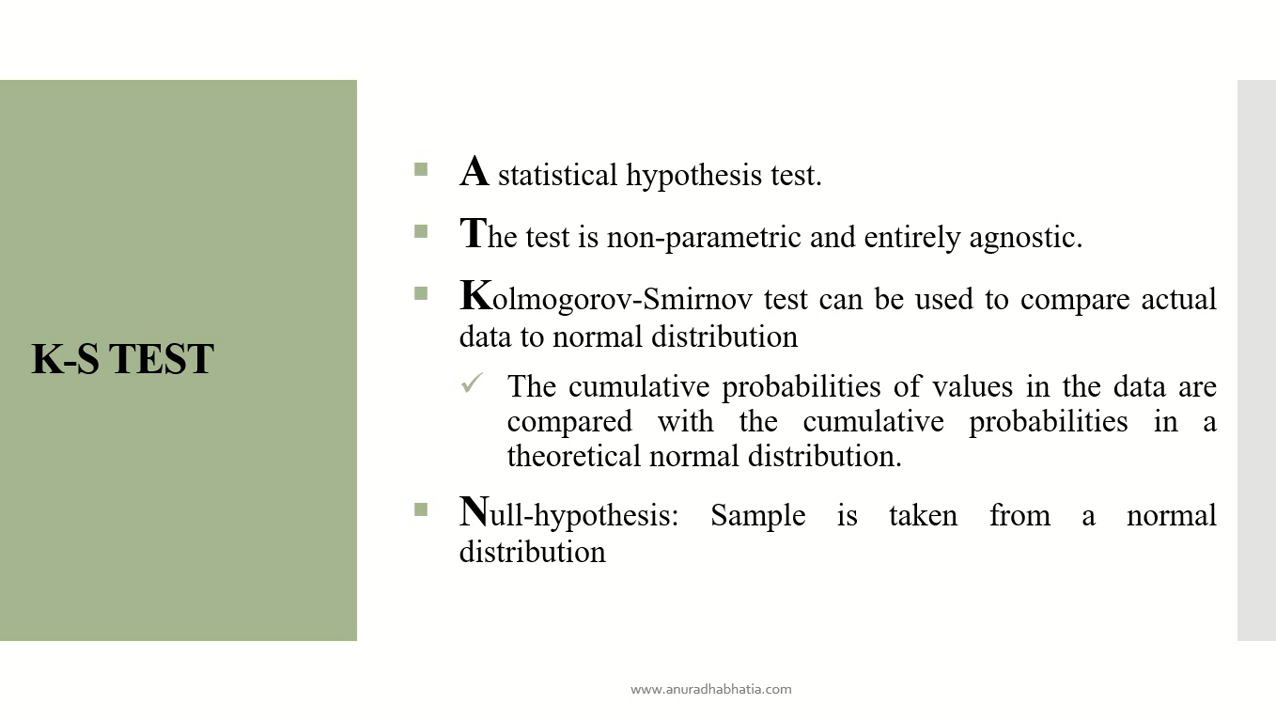 K-S TEST
A statistical hypothesis test.
The test is non-parametric and entirely agnostic.
Kolmogorov-Smirnov test can be used to compare actual
data to normal distribution
The cumulative probabilities of values in the data are
compared with the cumulative probabilities in a
theoretical normal distribution.
Null-hypothesis: Sample is taken from a normal
distribution
www.anuradhabhatia.com